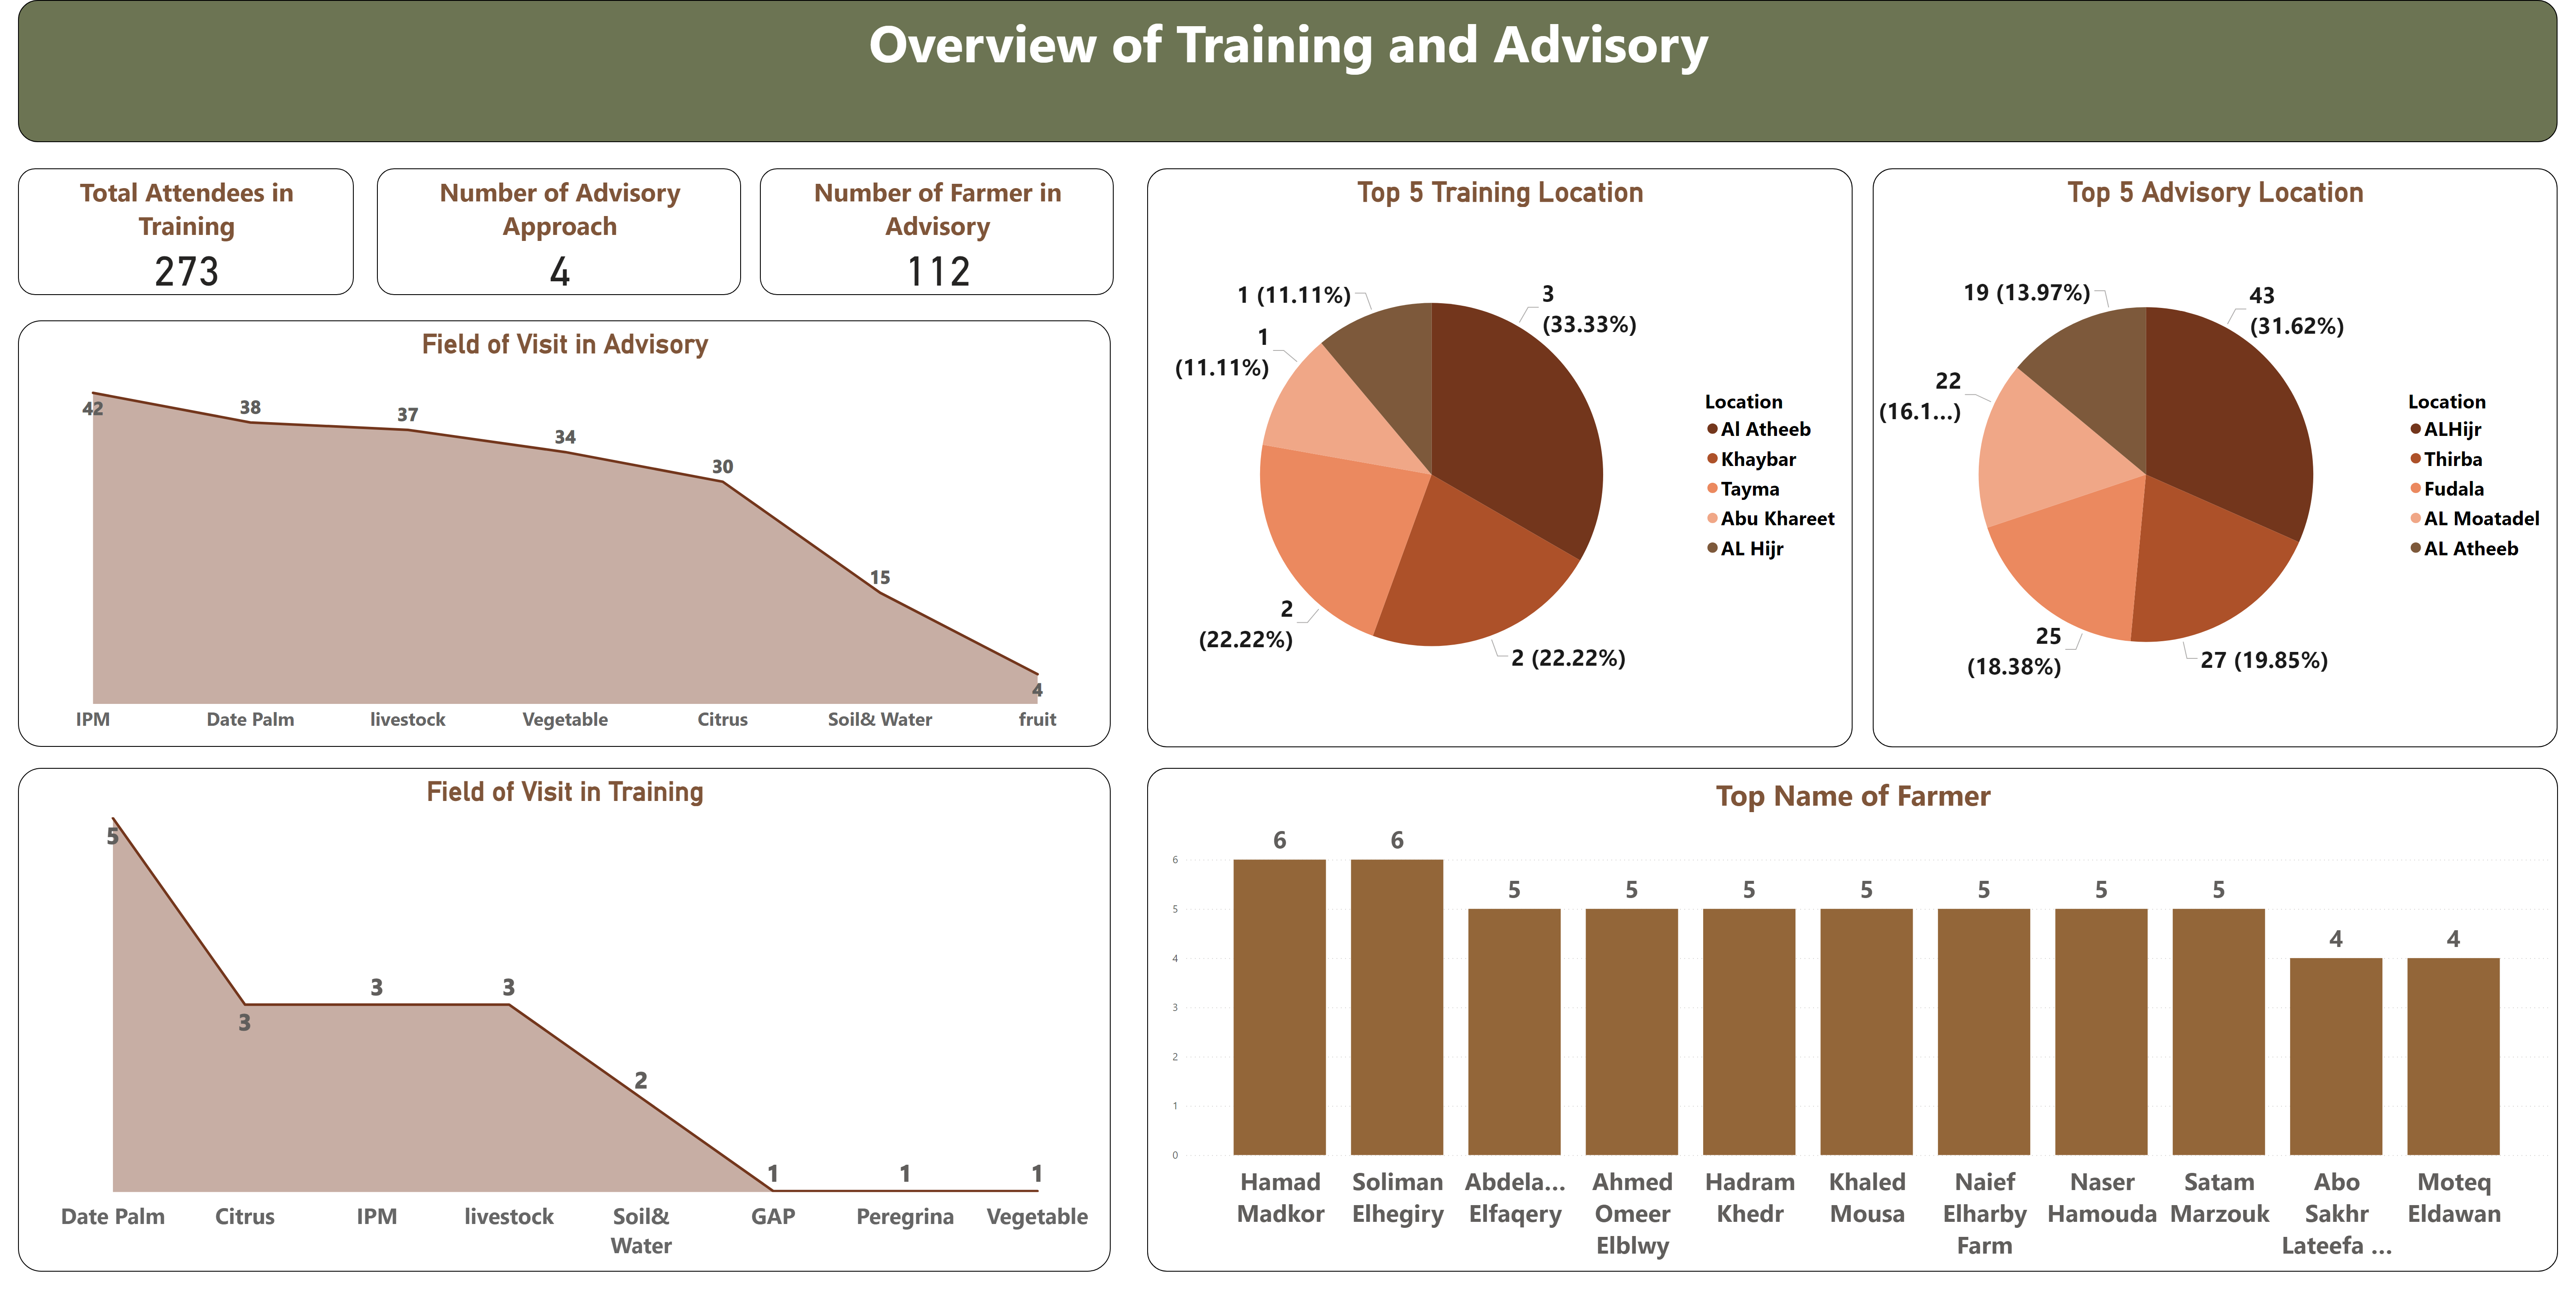 Overview of Training and Advisory
Total Attendees in
Training
273
Number of Advisory
Approach
4
Number of Farmer in
Advisory
112
Field of Visit in Advisory
42
38
37
34
30
15
4
IPM
Date Palm
livestock
Vegetable
Citrus
Soil& Water
fruit
Top 5 Training Location
3
(33.33%)
2 (22.22%)
2
(22.22%)
1
(11.11%)
1 (11.11%)
Location
Al Atheeb
Khaybar
Tayma
Abu Khareet
AL Hijr
Top 5 Advisory Location
43
(31.62%)
27 (19.85%)
25
(18.38%)
22
(16.1...)
19 (13.97%)
Location
ALHijr
Thirba
Fudala
AL Moatadel
AL Atheeb
Field of Visit in Training
5
3
3
3
2
1
1
1
Date Palm
Citrus
IPM
livestock
Soil&
Water
GAP
Peregrina
Vegetable
Top Name of Farmer
6
5
4
3
2
1
0
6
6
5
5
5
5
5
5
5
4
4
Hamad
Madkor
Soliman
Elhegiry
Abdela...
Elfaqery
Ahmed
Omeer
Elblwy
Hadram
Khedr
Khaled
Mousa
Naief
Elharby
Farm
Naser
Hamouda
Satam
Marzouk
Abo
Sakhr
Lateefa ...
Moteq
Eldawan